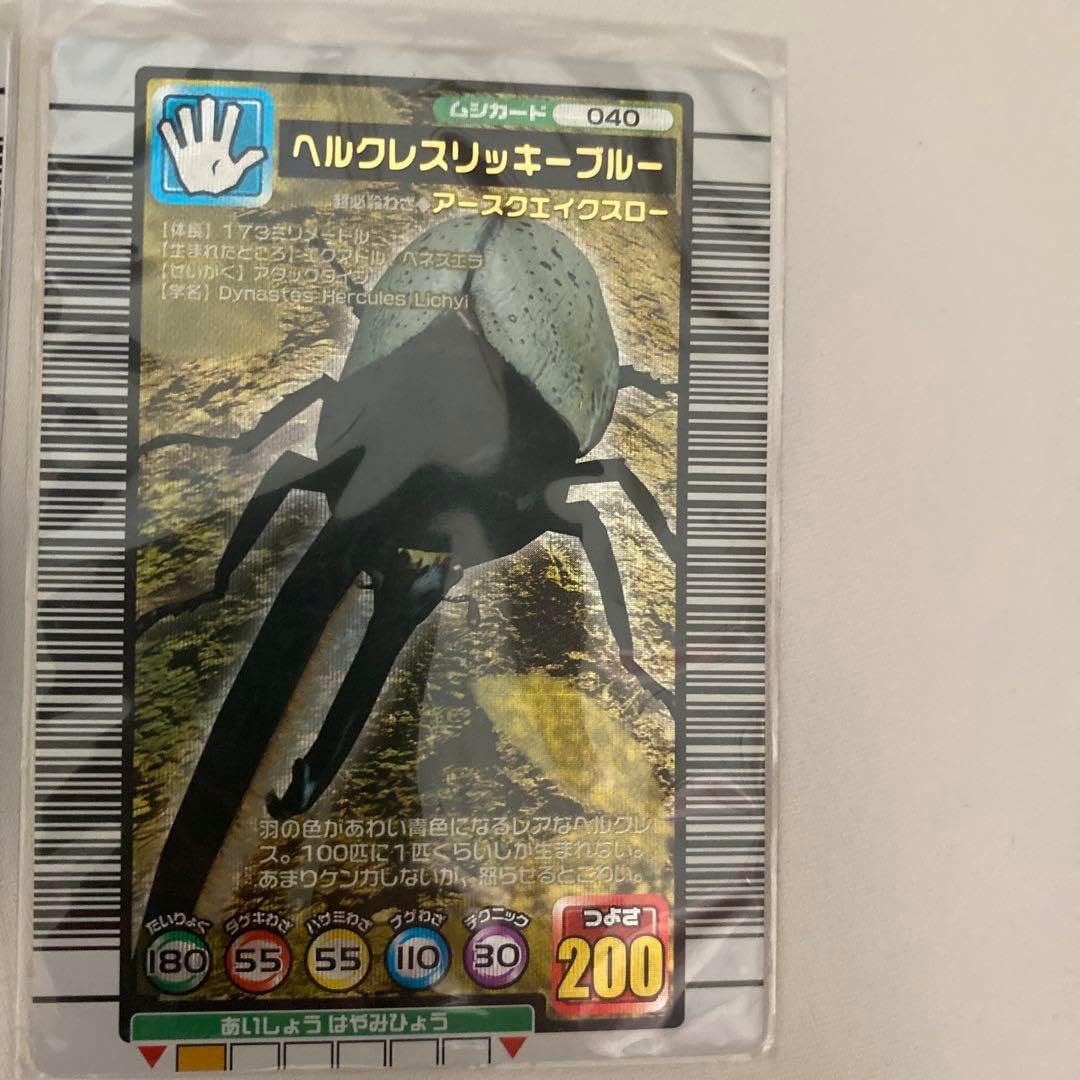 ムシカード 040
ヘルクレスリッキーブルー
超必殺わざ◆アースクエイクスロー
【体長】173ミリメートル
【生まれたところ】エクアドル、ベネズエラ
【せいかく】アタックタイプ
【学名】Dynastes Hercules Lichyi
羽の色があわい青色になるレアなヘルクレ
ス。100匹に1匹くらいしか生まれない。
あまりケンカしないが、怒らせるとこわい。
たいりょく ダゲキわざ ハサミわざ ナゲわざ テクニック つよさ
180 55 55 110 30 200
あいしょう はやみひょう